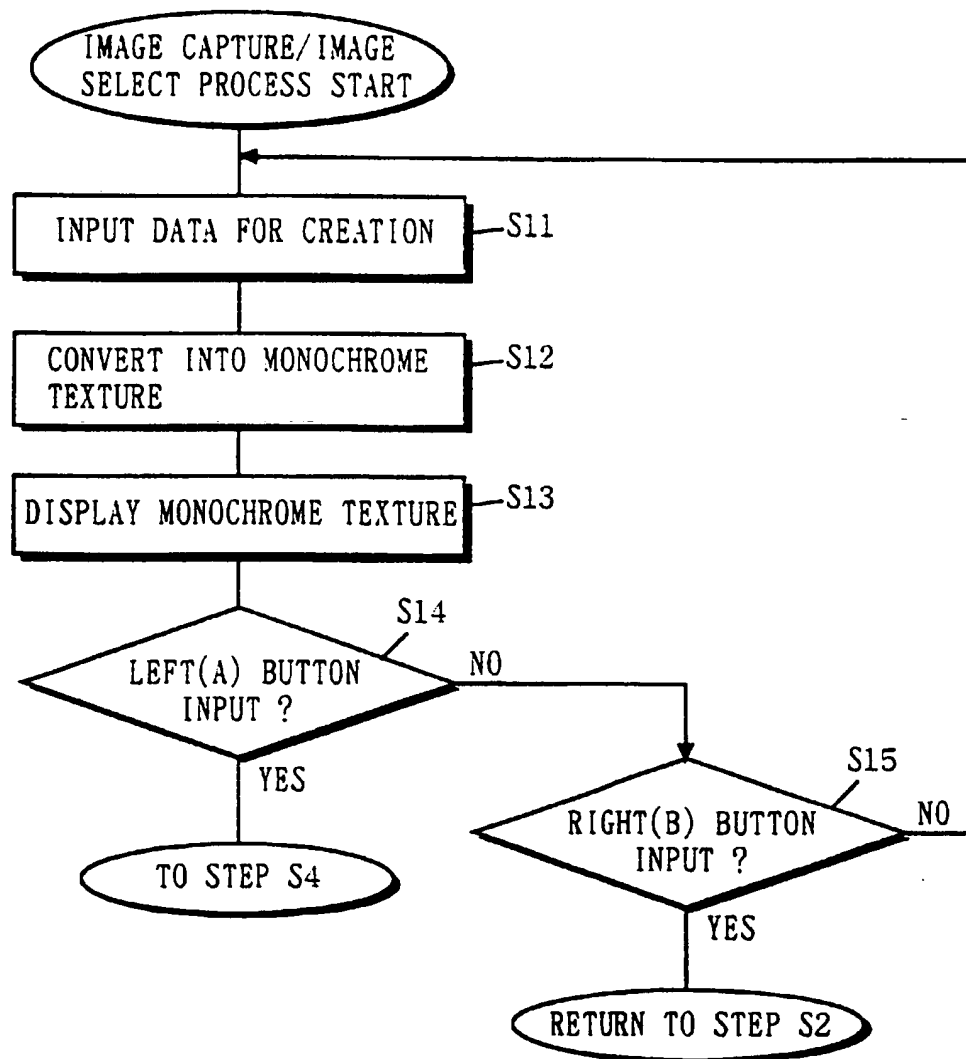 IMAGE CAPTURE/IMAGE
SELECT PROCESS START
INPUT DATA FOR CREATION
S11
CONVERT INTO MONOCHROME
TEXTURE
S12
DISPLAY MONOCHROME TEXTURE
S13
S14
LEFT(A) BUTTON
INPUT ?
NO
YES
TO STEP S4
S15
RIGHT(B) BUTTON
INPUT ?
NO
YES
RETURN TO STEP S2